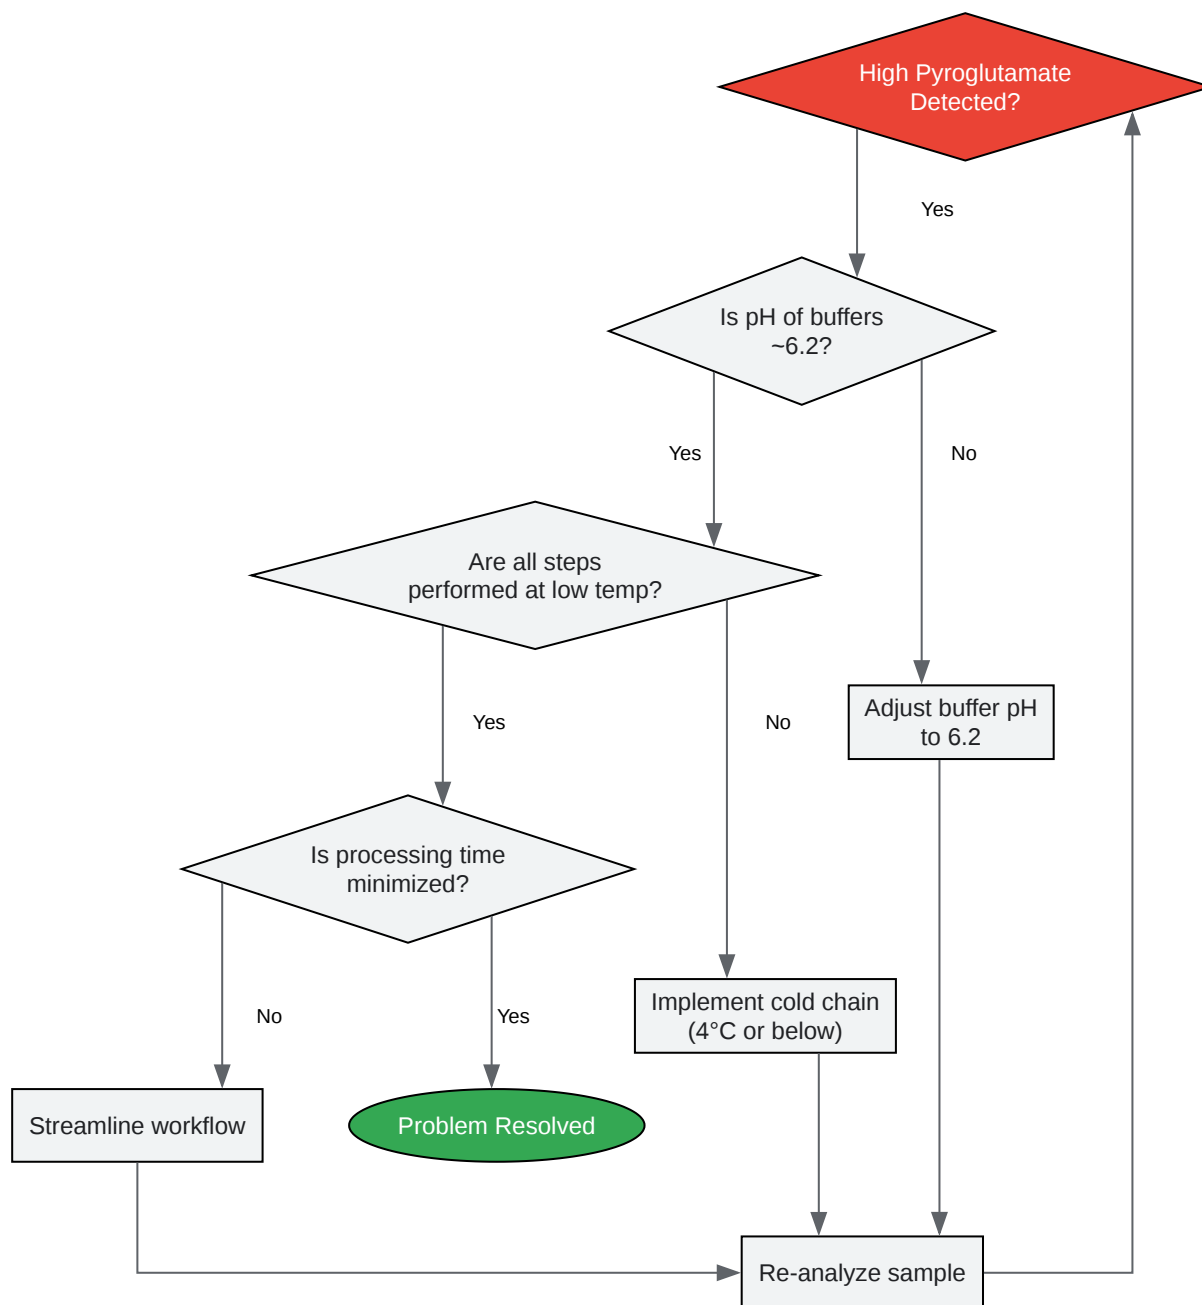 High Pyroglutamate
Detected?
Yes
Is pH of buffers
~6.2?
Yes
No
Are all steps
performed at low temp?
Yes
No
Adjust buffer pH
to 6.2
Is processing time
minimized?
No
Yes
Implement cold chain
(4°C or below)
Streamline workflow
Problem Resolved
Re-analyze sample